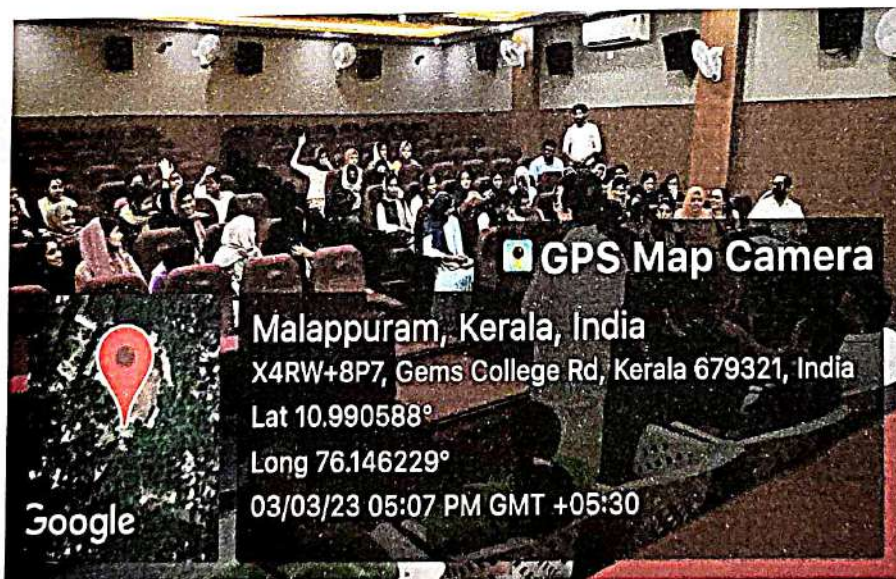 GPS Map Camera
Malappuram, Kerala, India
X4RW+8P7, Gems College Rd, Kerala 679321, India
Lat 10.990588°
Long 76.146229°
03/03/23 05:07 PM GMT +05:30
Google